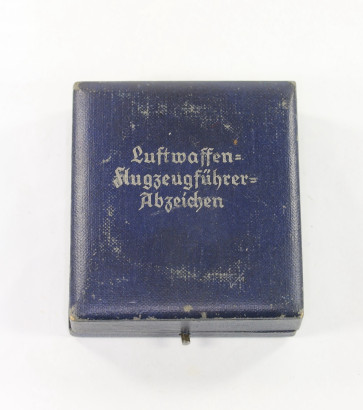 Luftwaffen=
Flugzeugführer=
Abzeichen